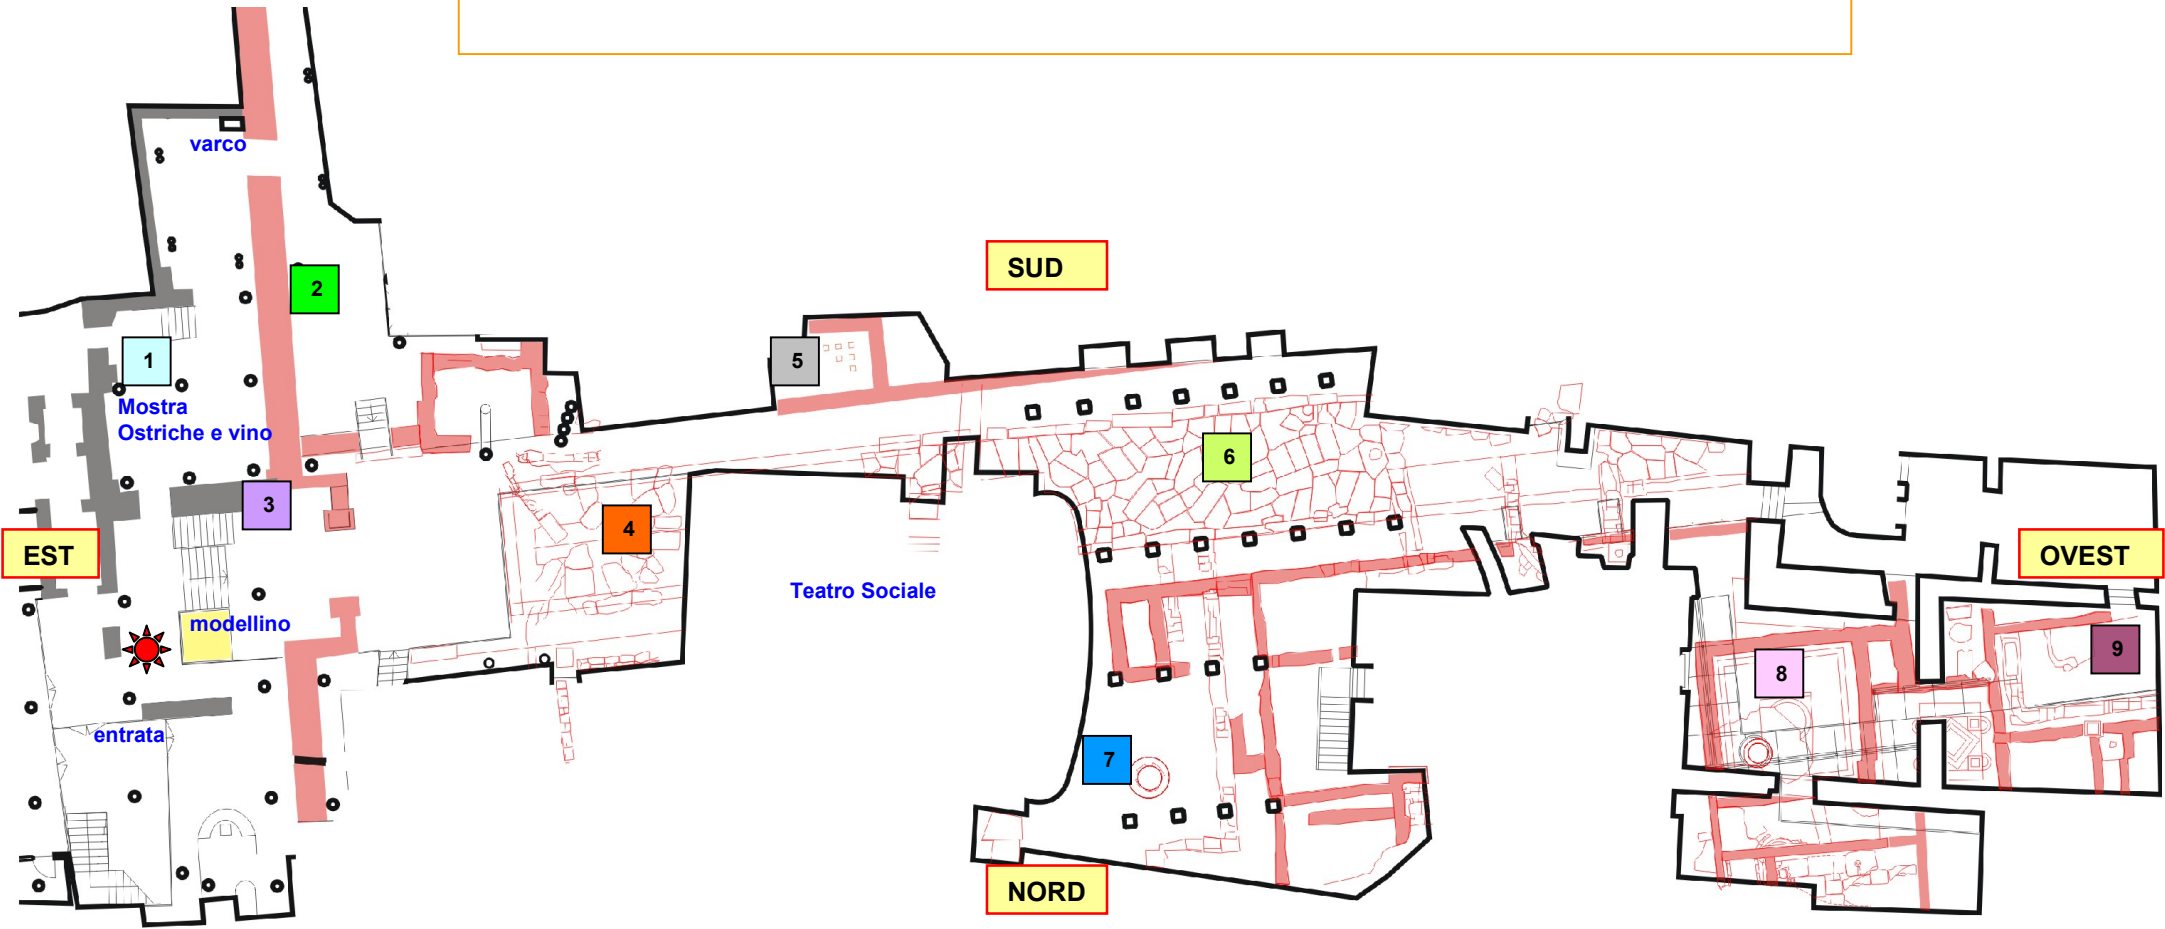 varco
SUD
2
1
5
Mostra
Ostriche e vino
6
3
4
EST
OVEST
Teatro Sociale
modellino
9
8
entrata
7
NORD